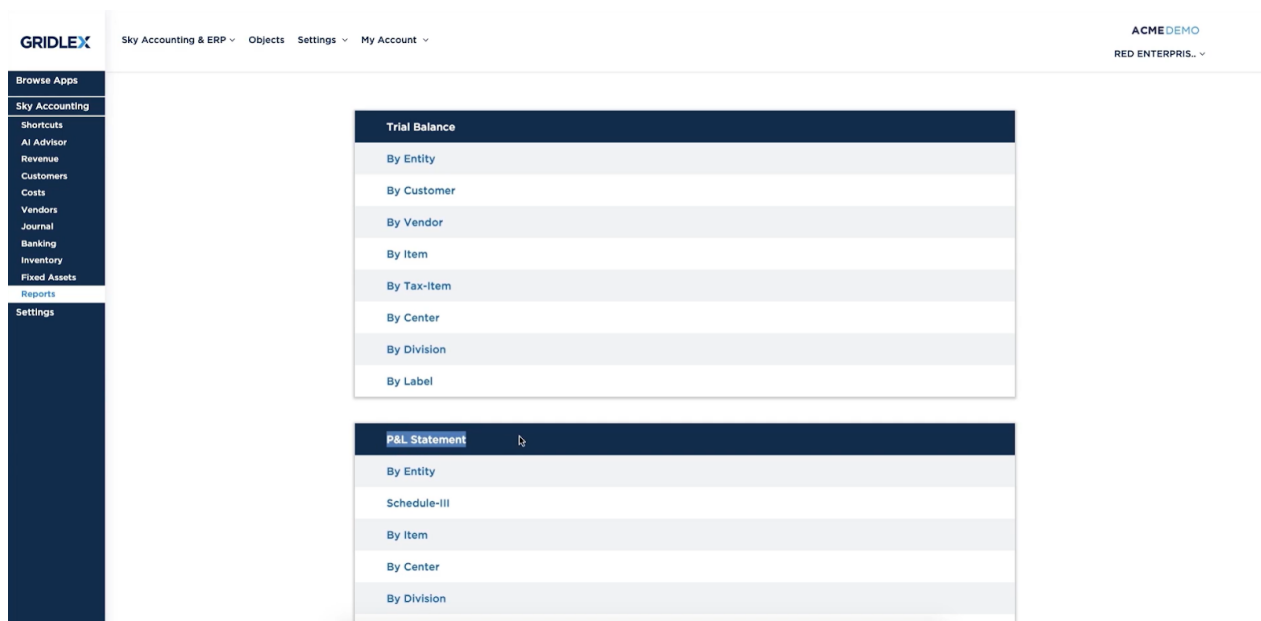 GRIDLEX
Sky Accounting & ERP Objects Settings My Account
ACMEDEMO
RED ENTERPRIS..
Browse Apps
Sky Accounting
Shortcuts
AI Advisor
Revenue
Customers
Costs
Vendors
Journal
Banking
Inventory
Fixed Assets
Reports
Settings
Trial Balance
By Entity
By Customer
By Vendor
By Item
By Tax-Item
By Center
By Division
By Label
P&L Statement
By Entity
Schedule-III
By Item
By Center
By Division